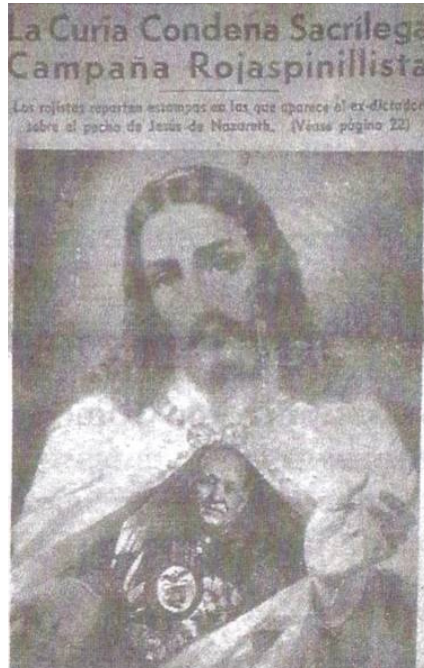 La Curia Condena Sacrílega
Campaña Rojaspinillista
Los rojistas reparten estampas en las que aparece el ex-dictador
sobre el pecho de Jesús de Nazareth. (Véase página 22)